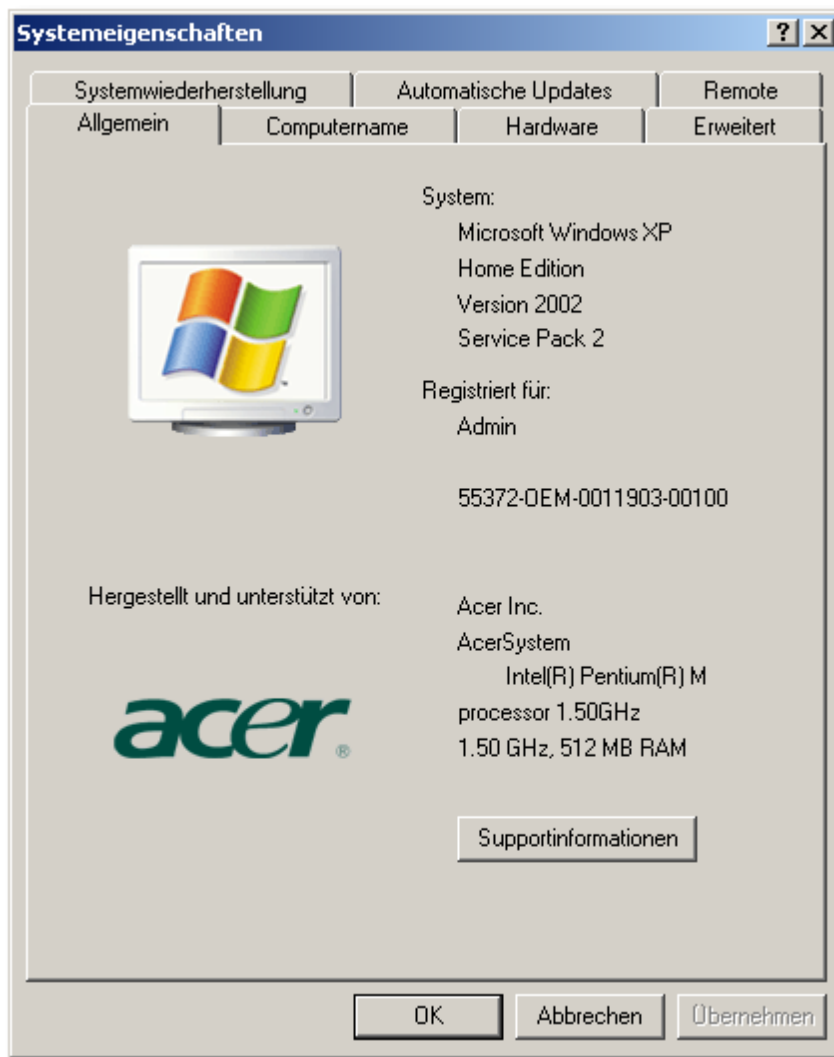 Systemeigenschaften
Systemwiederherstellung Automatische Updates Remote
Allgemein Computername Hardware Erweitert
System:
Microsoft Windows XP
Home Edition
Version 2002
Service Pack 2
Registriert für:
Admin
55372-OEM-0011903-00100
Hergestellt und unterstützt von:
Acer Inc.
AcerSystem
Intel(R) Pentium(R) M
processor 1.50GHz
1.50 GHz, 512 MB RAM
acer®
Supportinformationen
OK Abbrechen Übernehmen